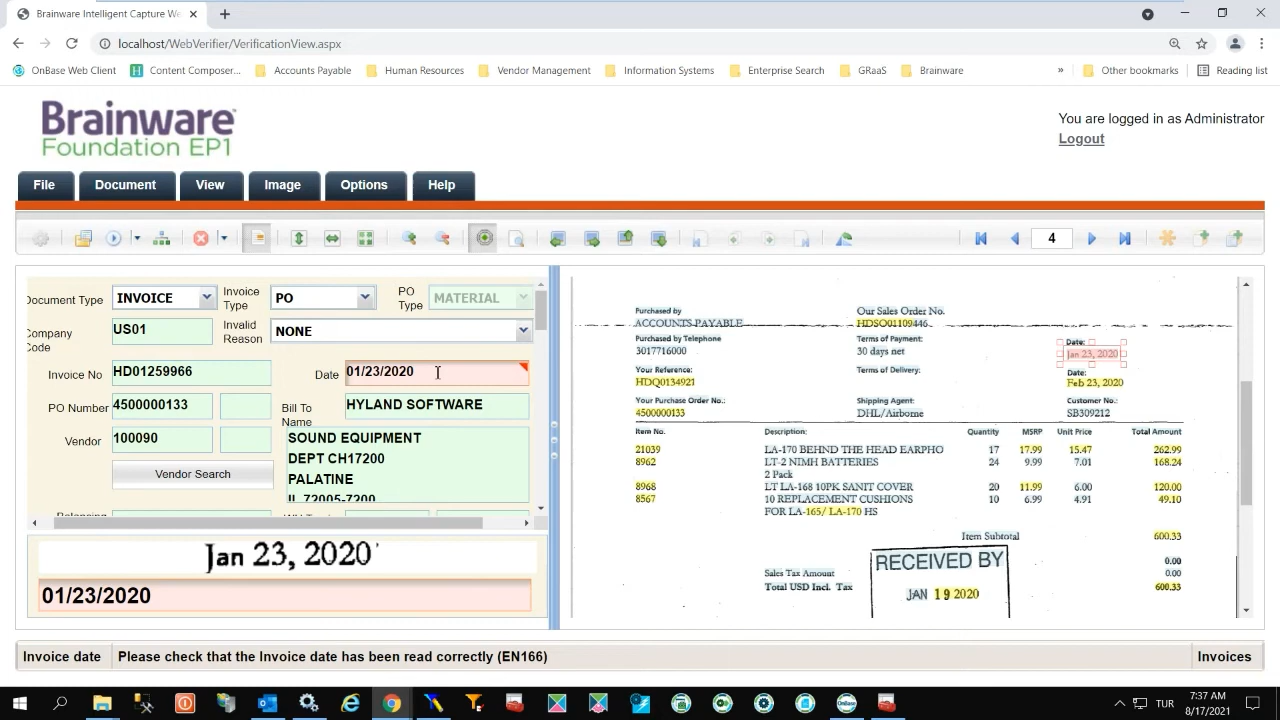 Brainware Intelligent Capture We
localhost/WebVerifier/VerificationView.aspx
OnBase Web Client
Content Composer...
Accounts Payable
Human Resources
Vendor Management
Information Systems
Enterprise Search
GRaaS
Brainware
»
Other bookmarks
Reading list
Brainware
Foundation EP1
You are logged in as Administrator
Logout
File
Document
View
Image
Options
Help
4
Document Type
INVOICE
Invoice Type
PO
PO Type
MATERIAL
Company Code
US01
Invalid Reason
NONE
Invoice No
HD01259966
Date
01/23/2020
PO Number
4500000133
Bill To Name
HYLAND SOFTWARE
Vendor
100090
SOUND EQUIPMENT
DEPT CH17200
PALATINE
IL 72005-7200
Vendor Search
Jan 23, 2020
01/23/2020
Purchased by
ACCOUNTS PAYABLE
Our Sales Order No.
HDSO01109446
Purchased by Telephone
3017716000
Terms of Payment:
30 days net
Date:
Jan 23, 2020
Your Reference:
HDQ0134921
Terms of Delivery:
Date:
Feb 23, 2020
Your Purchase Order No.:
4500000133
Shipping Agent:
DHL/Airborne
Customer No.:
SB309212
Item No. Description: Quantity MSRP Unit Price Total Amount
21039 LA-170 BEHIND THE HEAD EARPHO 17 17.99 15.47 262.99
8962 LT-2 NIMH BATTERIES 24 9.99 7.01 168.24
2 Pack
8968 LT LA-168 10PK SANIT COVER 20 11.99 6.00 120.00
8567 10 REPLACEMENT CUSHIONS 10 6.99 4.91 49.10
FOR LA-165/ LA-170 HS
Item Subtotal 600.33
0.00
Sales Tax Amount 0.00
Total USD Incl. Tax 600.33
RECEIVED BY
JAN 19 2020
Invoice date
Please check that the Invoice date has been read correctly (EN166)
Invoices
TUR
7:37 AM
8/17/2021